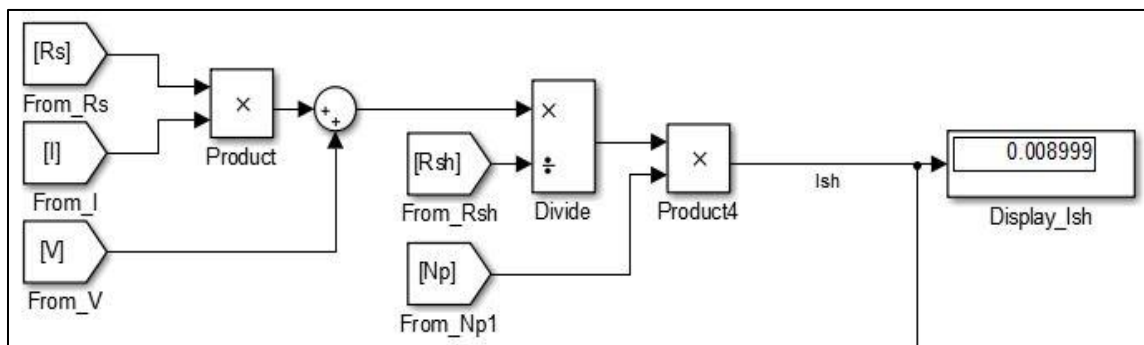 [Rs]
From_Rs
[I]
From_I
[V]
From_V
×
Product
+
+
[Rsh]
From_Rsh
[Np]
From_Np1
×
÷
Divide
×
Product4
Ish
0.008999
Display_Ish